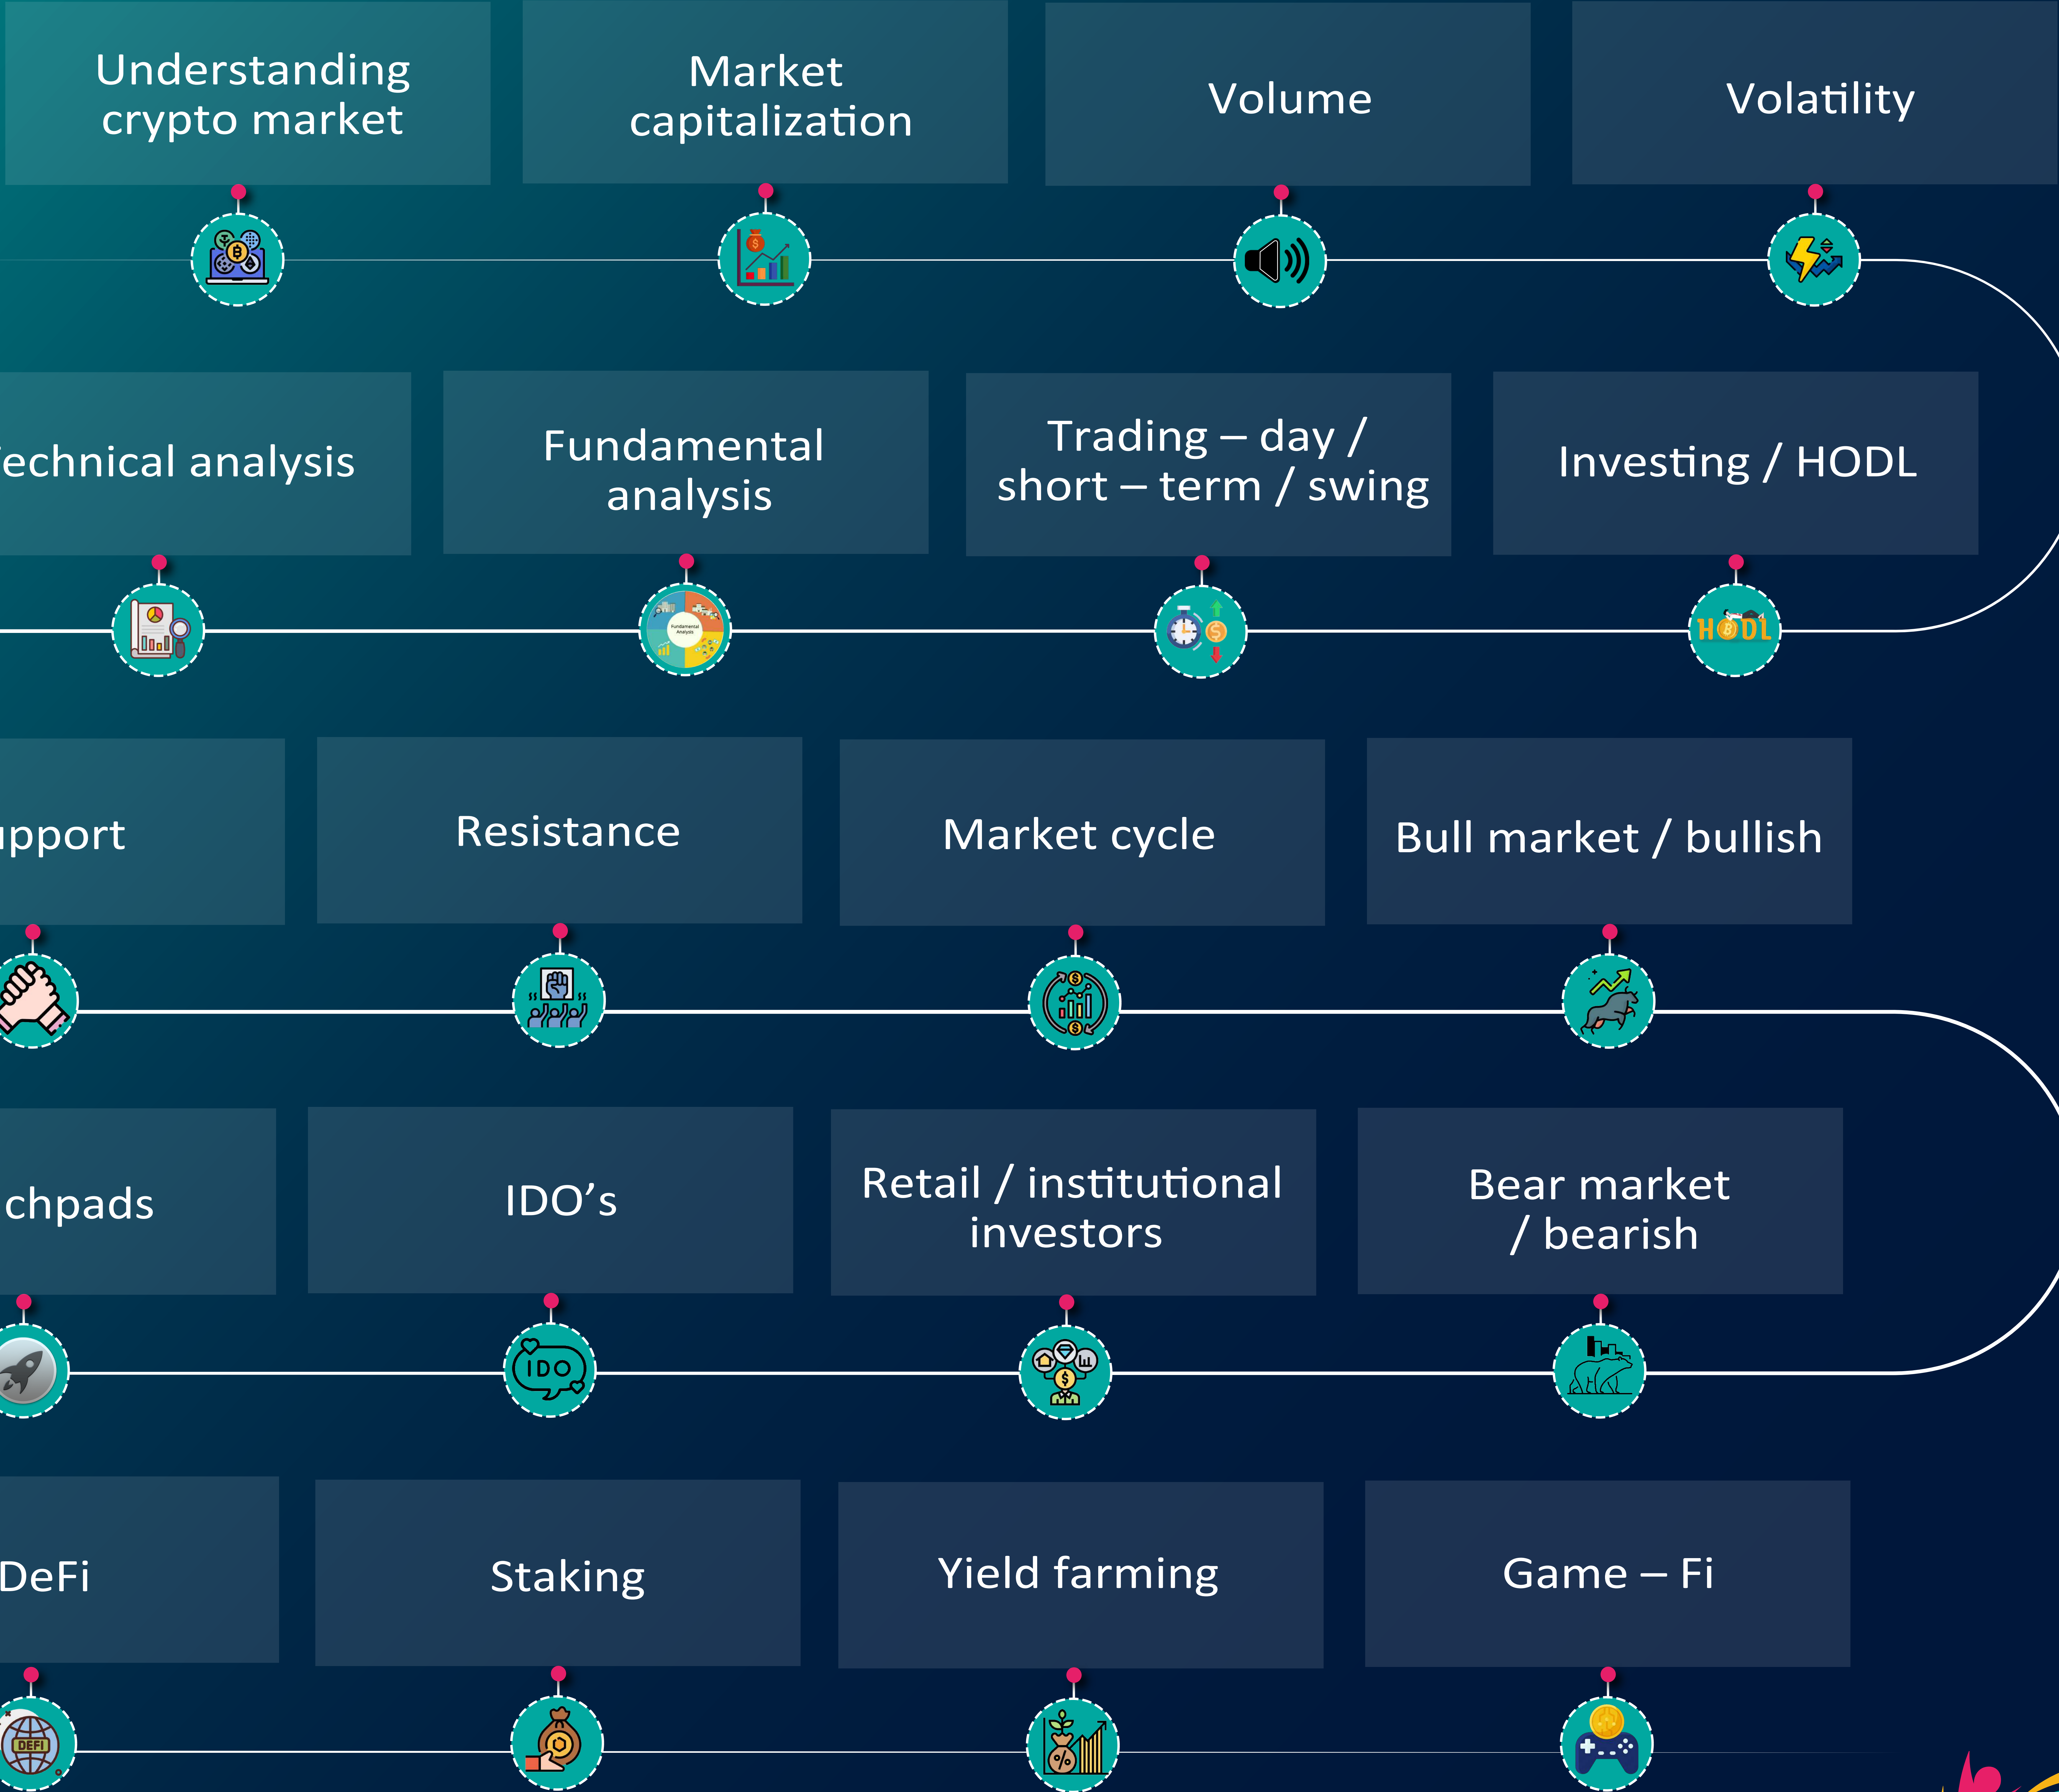 Understanding
crypto market
Market
capitalization
Volume
Volatility
echnical analysis
Fundamental
analysis
Trading – day /
short – term / swing
Investing / HODL
Fundamental
Analysis
HODL
pport
Resistance
Market cycle
Bull market / bullish
chpads
IDO’s
Retail / institutional
investors
Bear market
/ bearish
IDO
DeFi
Staking
Yield farming
Game – Fi
DEFI